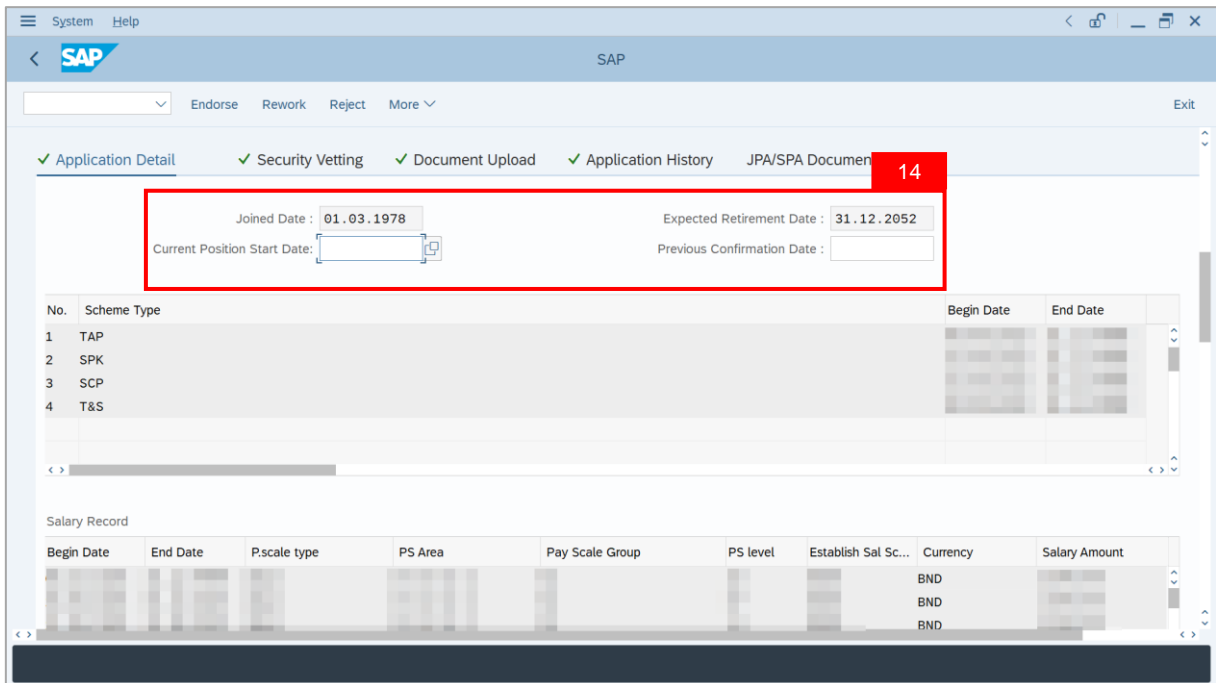 System Help
SAP
SAP
Endorse Rework Reject More Exit
Application Detail Security Vetting Document Upload Application History JPA/SPA Documen
14
Joined Date : 01.03.1978 Expected Retirement Date : 31.12.2052
Current Position Start Date: Previous Confirmation Date :
No. Scheme Type Begin Date End Date
1 TAP
2 SPK
3 SCP
4 T&S
Salary Record
Begin Date End Date P.scale type PS Area Pay Scale Group PS level Establish Sal Sc... Currency Salary Amount
BND
BND
BND